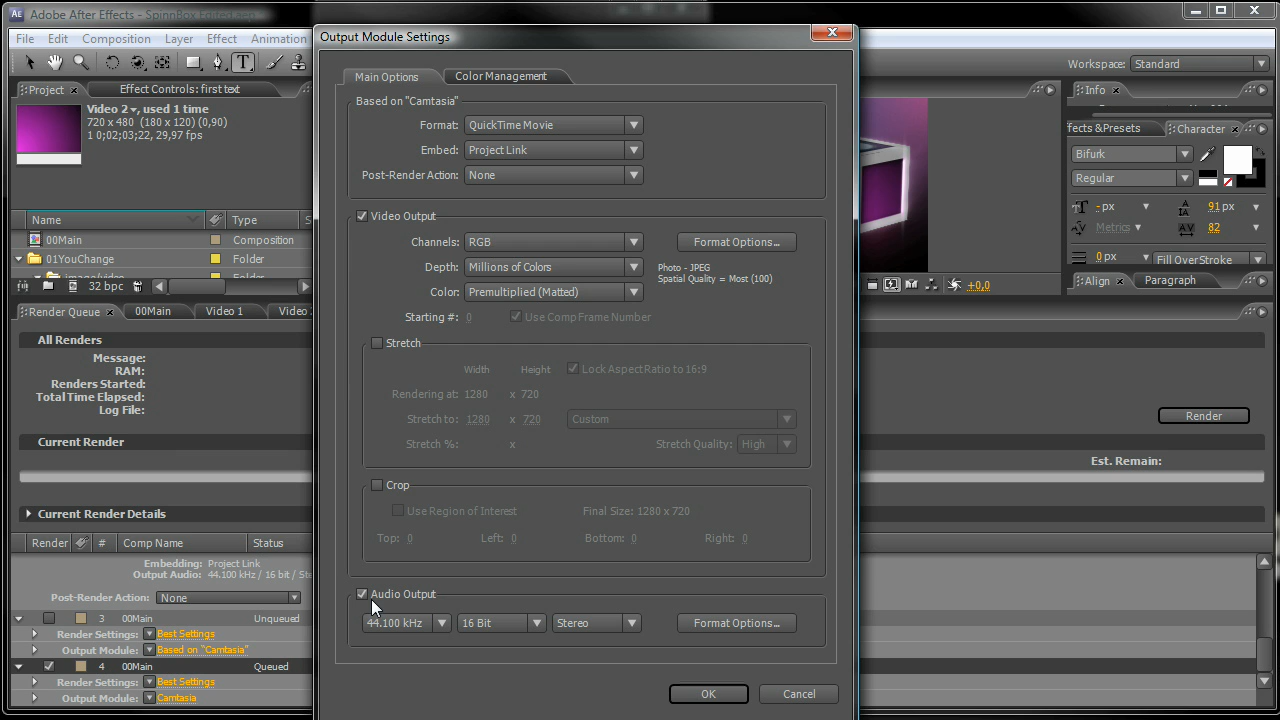 Adobe After Effects - SpinnBox Edited.aep
Output Module Settings
File Edit Composition Layer Effect Animation
Workspace: Standard
Main Options Color Management
Project Effect Controls: first text
Info
Based on "Camtasia"
Video 2, used 1 time
720 x 480 (180 x 120) (0,90)
1 0;02;03;22, 29,97 fps
Format: QuickTime Movie
Embed: Project Link
Post-Render Action: None
ffects & Presets Character
Bifurk
Regular
- px 91 px
Metrics 82
0 px Fill Over Stroke
Align Paragraph
Name Type S
00Main Composition
01YouChange Folder
image/video Folder
32 bpc
+0,0
Video Output
Channels: RGB Format Options...
Depth: Millions of Colors
Photo - JPEG
Spatial Quality = Most (100)
Color: Premultiplied (Matted)
Starting #: 0 Use Comp Frame Number
Render Queue 00Main Video 1 Video
All Renders
Message:
RAM:
Renders Started:
Total Time Elapsed:
Log File:
Render
Current Render
Est. Remain:
Current Render Details
Stretch
Width Height Lock Aspect Ratio to 16:9
Rendering at: 1280 x 720
Stretch to: 1280 x 720 Custom
Stretch %: x Stretch Quality: High
Crop
Use Region of Interest Final Size: 1280 x 720
Top: 0 Left: 0 Bottom: 0 Right: 0
Audio Output
44.100 kHz 16 Bit Stereo Format Options...
OK Cancel
Render # Comp Name Status
Embedding: Project Link
Output Audio: 44.100 kHz / 16 bit / St
Post-Render Action: None
3 00Main Unqueued
Render Settings: Best Settings
Output Module: Based on "Camtasia"
4 00Main Queued
Render Settings: Best Settings
Output Module: Camtasia